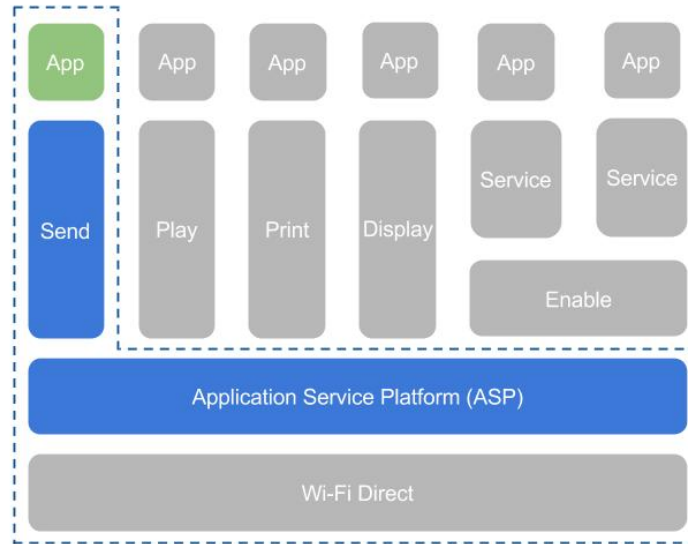 App
App
App
App
App
App
Send
Play
Print
Display
Service
Service
Enable
Application Service Platform (ASP)
Wi-Fi Direct